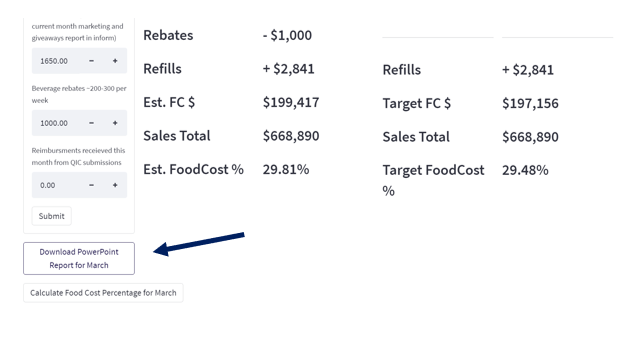 current month marketing and
giveaways report in inform)
1650.00 - +
Beverage rebates ~200-300 per
week
1000.00 - +
Reimbursments receieved this
month from QIC submissions
0.00 - +
Submit
Download PowerPoint
Report for March
Calculate Food Cost Percentage for March
Rebates - $1,000
Refills + $2,841
Est. FC $ $199,417
Sales Total $668,890
Est. FoodCost % 29.81%
Refills + $2,841
Target FC $ $197,156
Sales Total $668,890
Target FoodCost 29.48%
%